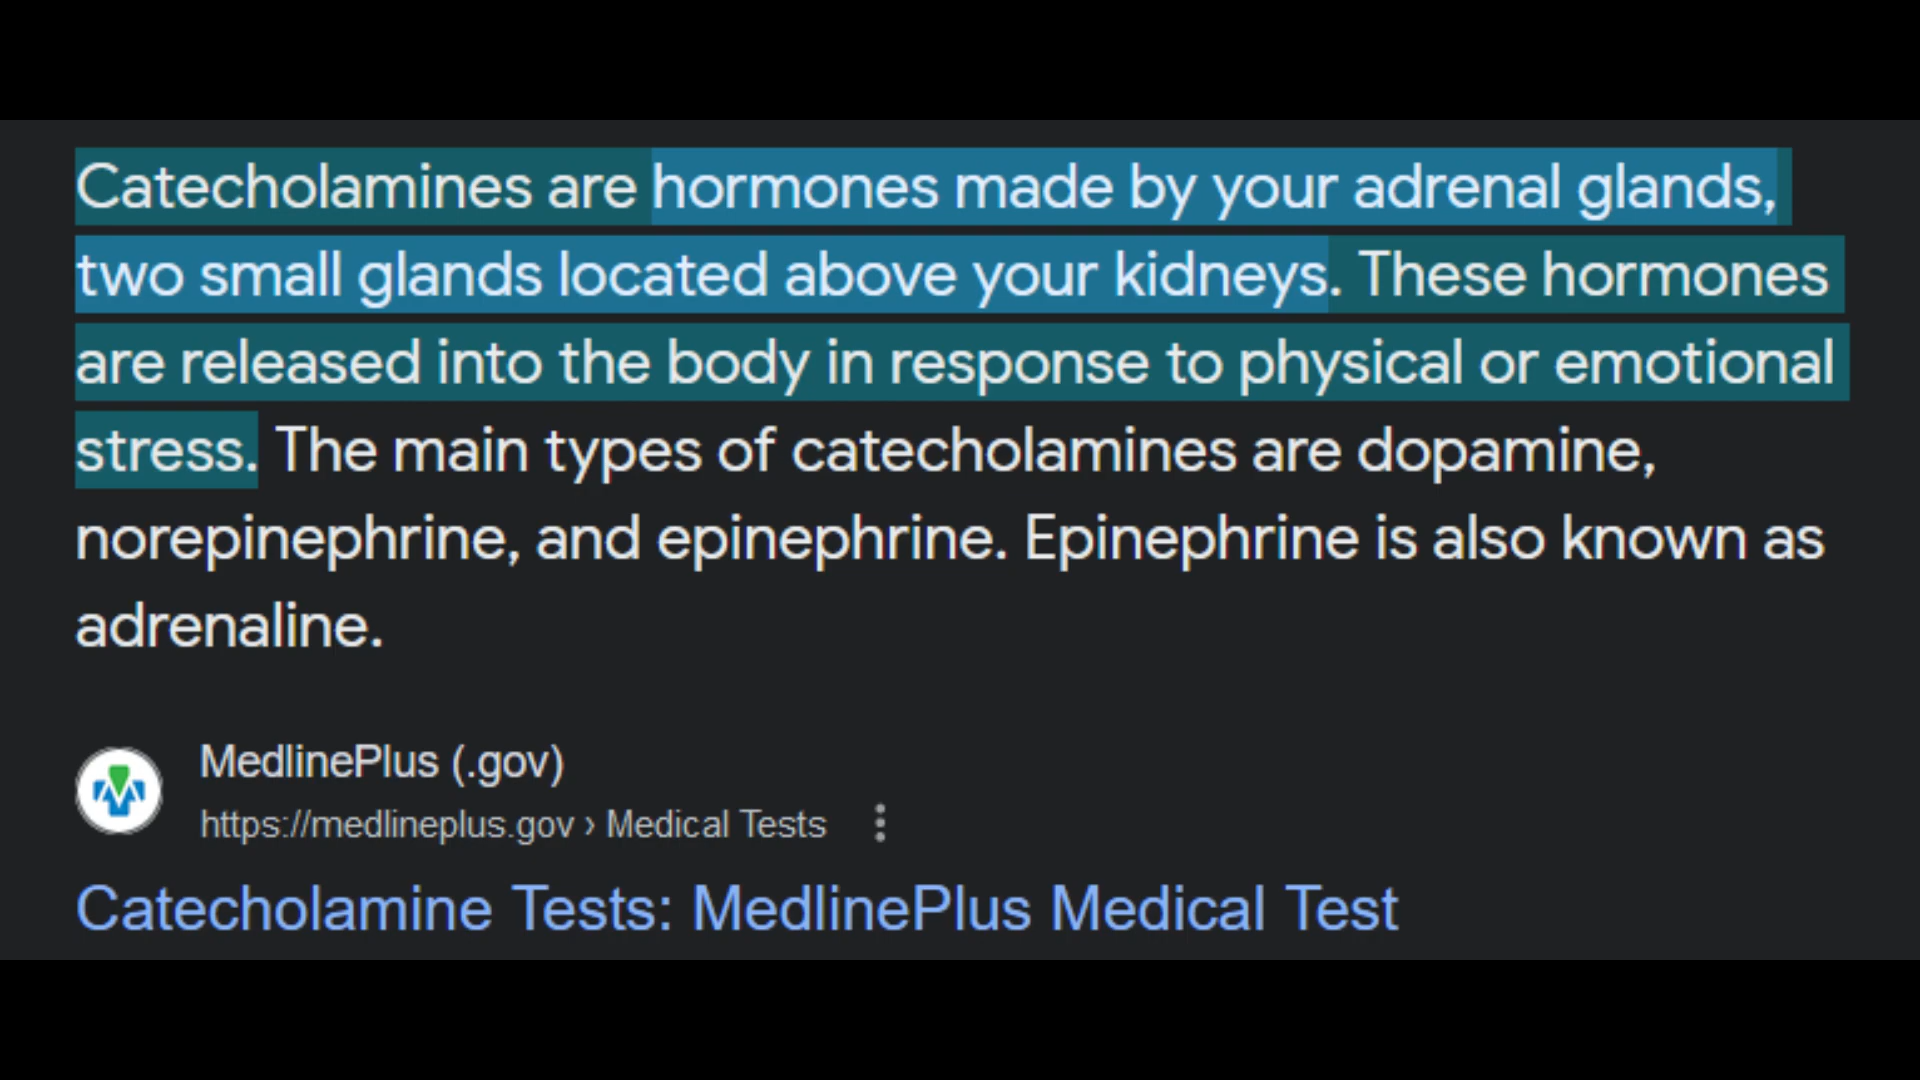 Catecholamines are hormones made by your adrenal glands,
two small glands located above your kidneys. These hormones
are released into the body in response to physical or emotional
stress. The main types of catecholamines are dopamine,
norepinephrine, and epinephrine. Epinephrine is also known as
adrenaline.
MedlinePlus (.gov)
https://medlineplus.gov › Medical Tests
Catecholamine Tests: MedlinePlus Medical Test